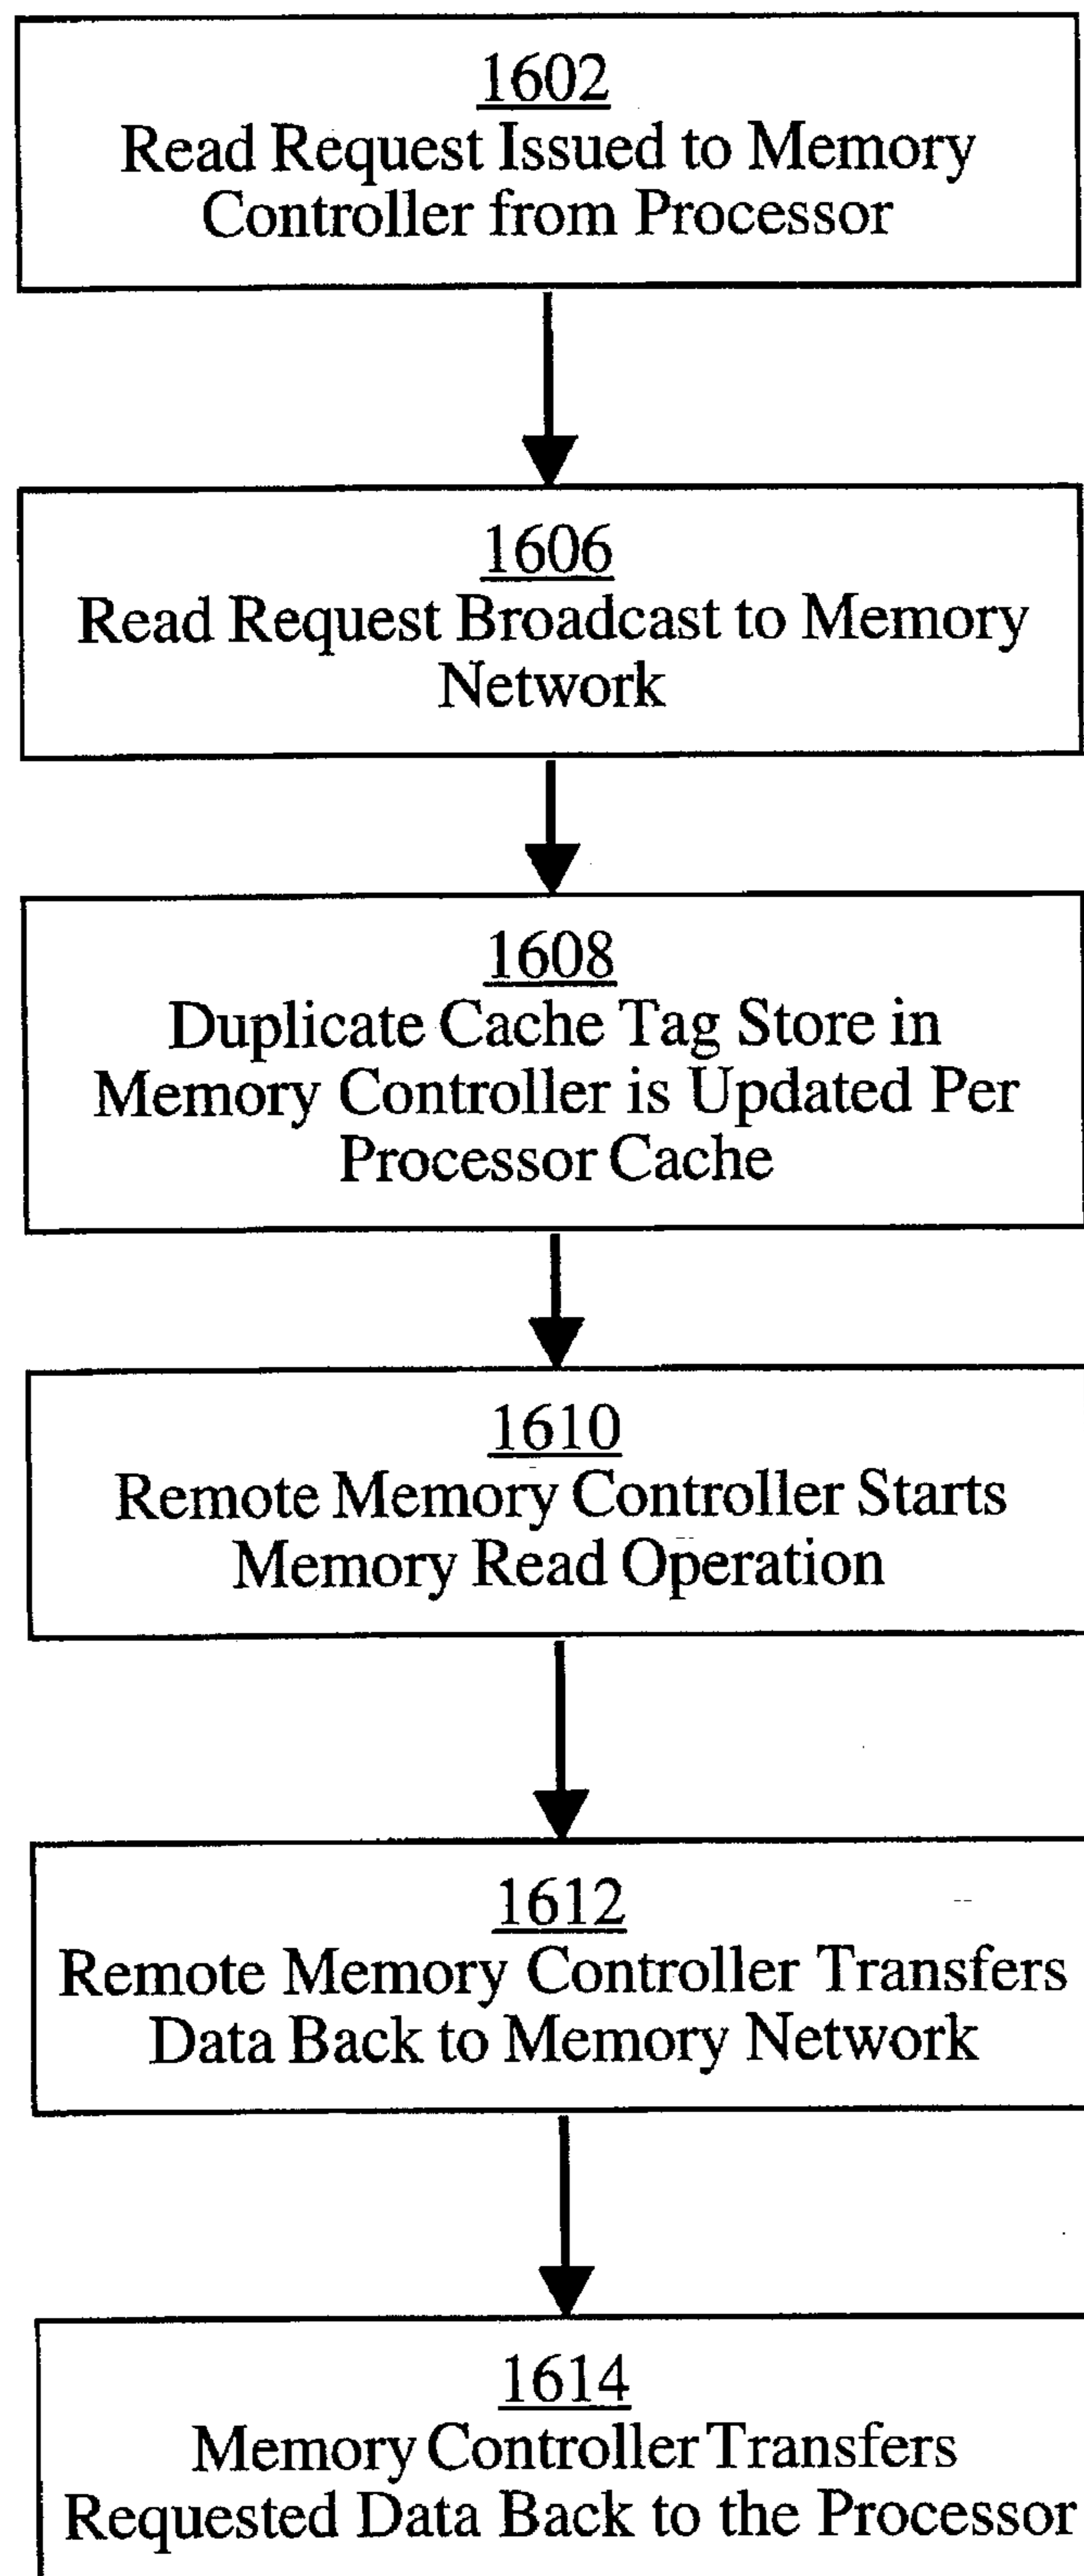 1602
Read Request Issued to Memory
Controller from Processor
1606
Read Request Broadcast to Memory
Network
1608
Duplicate Cache Tag Store in
Memory Controller is Updated Per
Processor Cache
1610
Remote Memory Controller Starts
Memory Read Operation
1612
Remote Memory Controller Transfers
Data Back to Memory Network
1614
Memory Controller Transfers
Requested Data Back to the Processor